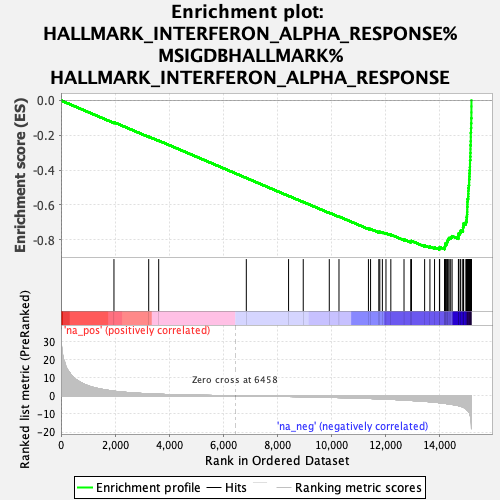 Enrichment plot:
HALLMARK_INTERFERON_ALPHA_RESPONSE%
MSIGDBHALLMARK%
HALLMARK_INTERFERON_ALPHA_RESPONSE
Enrichment score (ES)
0.0
-0.2
-0.4
-0.6
-0.8
'na_pos' (positively correlated)
Ranked list metric (PreRanked)
30
20
10
0
-10
-20
Zero cross at 6458
'na_neg' (negatively correlated)
0 2,000 4,000 6,000 8,000 10,000 12,000 14,000
Rank in Ordered Dataset
Enrichment profile Hits Ranking metric scores